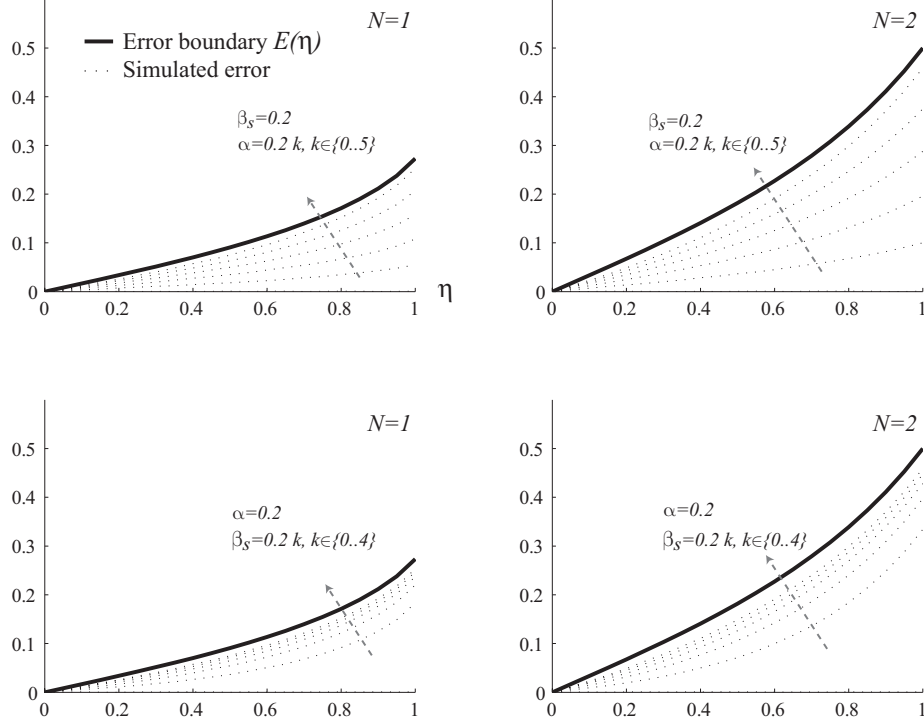 N=1
Error boundary E(η)
Simulated error
β_s=0.2
α=0.2 k, k∈{0..5}
0.5
0.4
0.3
0.2
0.1
0
0 0.2 0.4 0.6 0.8 1
η
N=2
β_s=0.2
α=0.2 k, k∈{0..5}
0.5
0.4
0.3
0.2
0.1
0
0 0.2 0.4 0.6 0.8 1
N=1
α=0.2
β_s=0.2 k, k∈{0..4}
0.5
0.4
0.3
0.2
0.1
0
0 0.2 0.4 0.6 0.8 1
N=2
α=0.2
β_s=0.2 k, k∈{0..4}
0.5
0.4
0.3
0.2
0.1
0
0 0.2 0.4 0.6 0.8 1